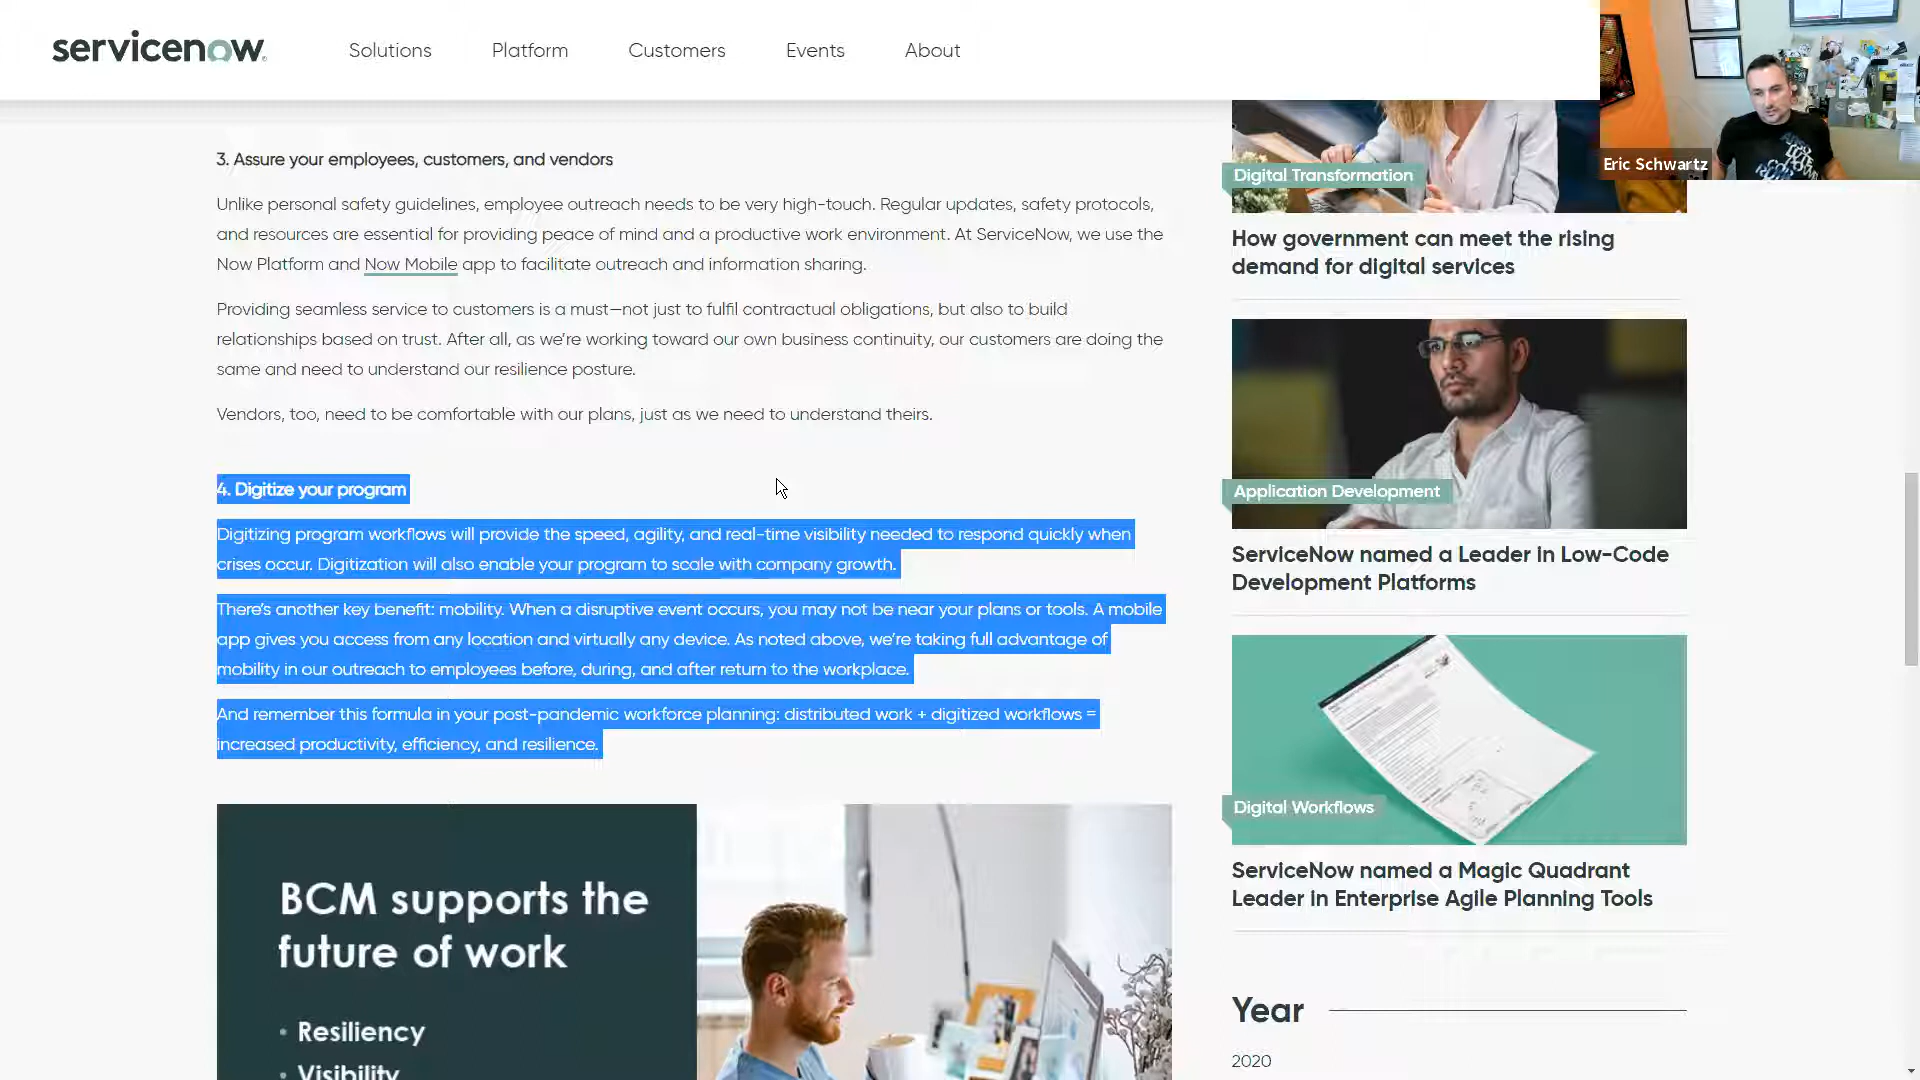 servicenow
Solutions
Platform
Customers
Events
About
Eric Schwartz
3. Assure your employees, customers, and vendors
Unlike personal safety guidelines, employee outreach needs to be very high-touch. Regular updates, safety protocols,
and resources are essential for providing peace of mind and a productive work environment. At ServiceNow, we use the
Now Platform and Now Mobile app to facilitate outreach and information sharing.
Providing seamless service to customers is a must—not just to fulfil contractual obligations, but also to build
relationships based on trust. After all, as we're working toward our own business continuity, our customers are doing the
same and need to understand our resilience posture.
Vendors, too, need to be comfortable with our plans, just as we need to understand theirs.
4. Digitize your program
Digitizing program workflows will provide the speed, agility, and real-time visibility needed to respond quickly when
crises occur. Digitization will also enable your program to scale with company growth.
There's another key benefit: mobility. When a disruptive event occurs, you may not be near your plans or tools. A mobile
app gives you access from any location and virtually any device. As noted above, we're taking full advantage of
mobility in our outreach to employees before, during, and after return to the workplace.
And remember this formula in your post-pandemic workforce planning: distributed work + digitized workflows =
increased productivity, efficiency, and resilience.
BCM supports the
future of work
• Resiliency
• Visibility
Digital Transformation
How government can meet the rising
demand for digital services
Application Development
ServiceNow named a Leader in Low-Code
Development Platforms
Digital Workflows
ServiceNow named a Magic Quadrant
Leader in Enterprise Agile Planning Tools
Year
2020